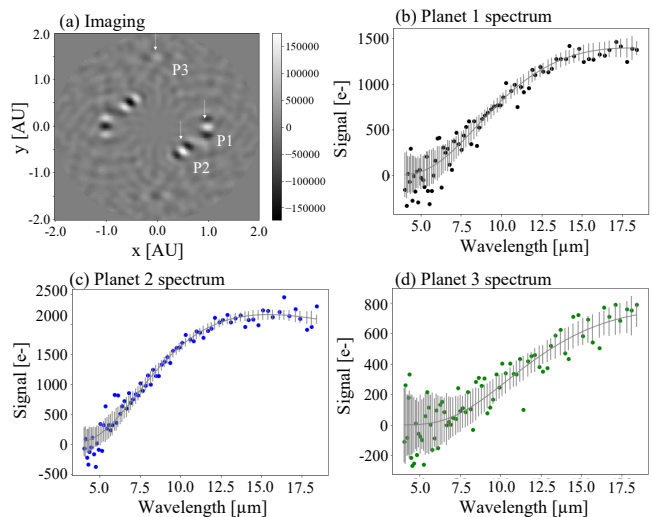 (a) Imaging
2.0
1.0
0.0
-1.0
-2.0
y [AU]
-2.0 -1.0 0.0 1.0 2.0
x [AU]
P3
P1
P2
150000
100000
50000
0
−50000
−100000
−150000
(b) Planet 1 spectrum
1500
1000
500
0
Signal [e-]
5.0 7.5 10.0 12.5 15.0 17.5
Wavelength [µm]
(c) Planet 2 spectrum
2500
2000
1500
1000
500
0
-500
Signal [e-]
5.0 7.5 10.0 12.5 15.0 17.5
Wavelength [µm]
(d) Planet 3 spectrum
800
600
400
200
0
-200
Signal [e-]
5.0 7.5 10.0 12.5 15.0 17.5
Wavelength [µm]